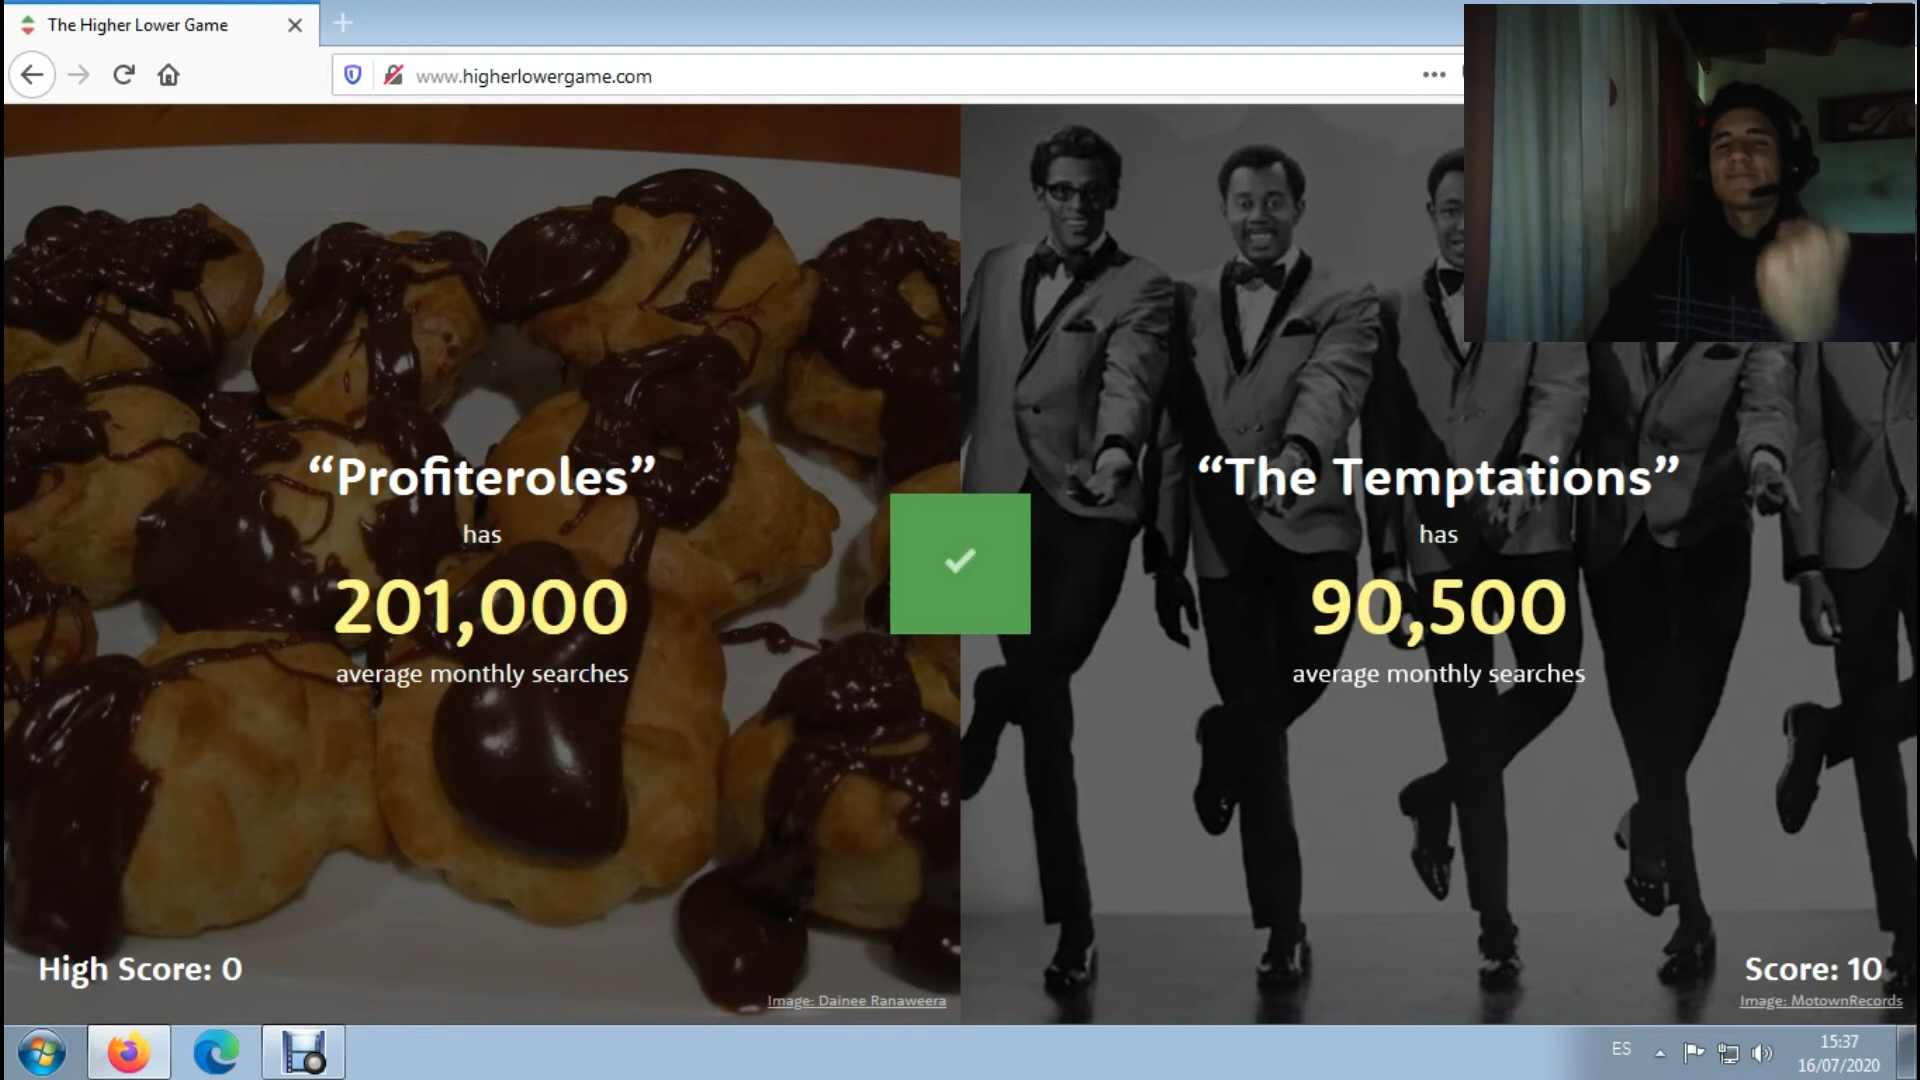 The Higher Lower Game
www.higherlowergame.com
“Profiteroles”
has
201,000
average monthly searches
“The Temptations”
has
90,500
average monthly searches
High Score: 0
Image: Dainee Ranaweera
Score: 10
Image: MotownRecords
ES
15:37
16/07/2020